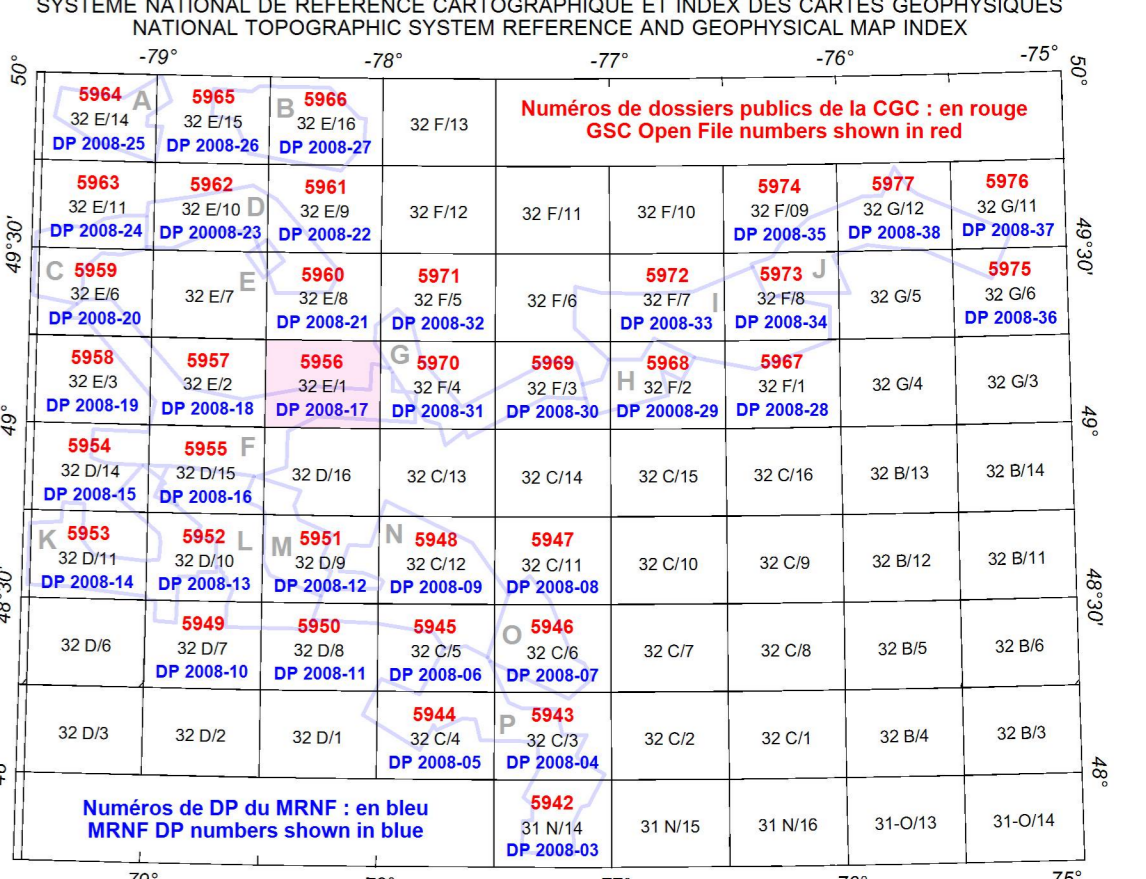 SYSTÈME NATIONAL DE RÉFÉRENCE CARTOGRAPHIQUE ET INDEX DES CARTES GÉOPHYSIQUES
NATIONAL TOPOGRAPHIC SYSTEM REFERENCE AND GEOPHYSICAL MAP INDEX
-79° -78° -77° -76° -75°
50° 50°
5964 A 5965 B 5966
32 E/14 32 E/15 32 E/16 32 F/13
DP 2008-25 DP 2008-26 DP 2008-27
Numéros de dossiers publics de la CGC : en rouge
GSC Open File numbers shown in red
5963 5962 5961 5974 5977 5976
32 E/11 32 E/10 D 32 E/9 32 F/12 32 F/11 32 F/10 32 F/09 32 G/12 32 G/11
DP 2008-24 DP 2008-23 DP 2008-22 DP 2008-35 DP 2008-38 DP 2008-37
49°30' 49°30'
C 5959 E 5960 5971 5972 5973 J 5975
32 E/6 32 E/7 32 E/8 32 F/5 32 F/6 32 F/7 I 32 F/8 32 G/5 32 G/6
DP 2008-20 DP 2008-21 DP 2008-32 DP 2008-33 DP 2008-34 DP 2008-36
5958 5957 5956 G 5970 5969 5968 5967
32 E/3 32 E/2 32 E/1 32 F/4 32 F/3 H 32 F/2 32 F/1 32 G/4 32 G/3
DP 2008-19 DP 2008-18 DP 2008-17 DP 2008-31 DP 2008-30 DP 20008-29 DP 2008-28
49° 49°
5954 5955 F
32 D/14 32 D/15 32 D/16 32 C/13 32 C/14 32 C/15 32 C/16 32 B/13 32 B/14
DP 2008-15 DP 2008-16
K 5953 5952 L M 5951 N 5948 5947
32 D/11 32 D/10 32 D/9 32 C/12 32 C/11 32 C/10 32 C/9 32 B/12 32 B/11
DP 2008-14 DP 2008-13 DP 2008-12 DP 2008-09 DP 2008-08
48°30' 48°30'
5949 5950 5945 O 5946
32 D/6 32 D/7 32 D/8 32 C/5 32 C/6 32 C/7 32 C/8 32 B/5 32 B/6
DP 2008-10 DP 2008-11 DP 2008-06 DP 2008-07
5944 P 5943
32 D/3 32 D/2 32 D/1 32 C/4 32 C/3 32 C/2 32 C/1 32 B/4 32 B/3
DP 2008-05 DP 2008-04
48°
Numéros de DP du MRNF : en bleu
MRNF DP numbers shown in blue
5942
31 N/14 31 N/15 31 N/16 31-O/13 31-O/14
DP 2008-03